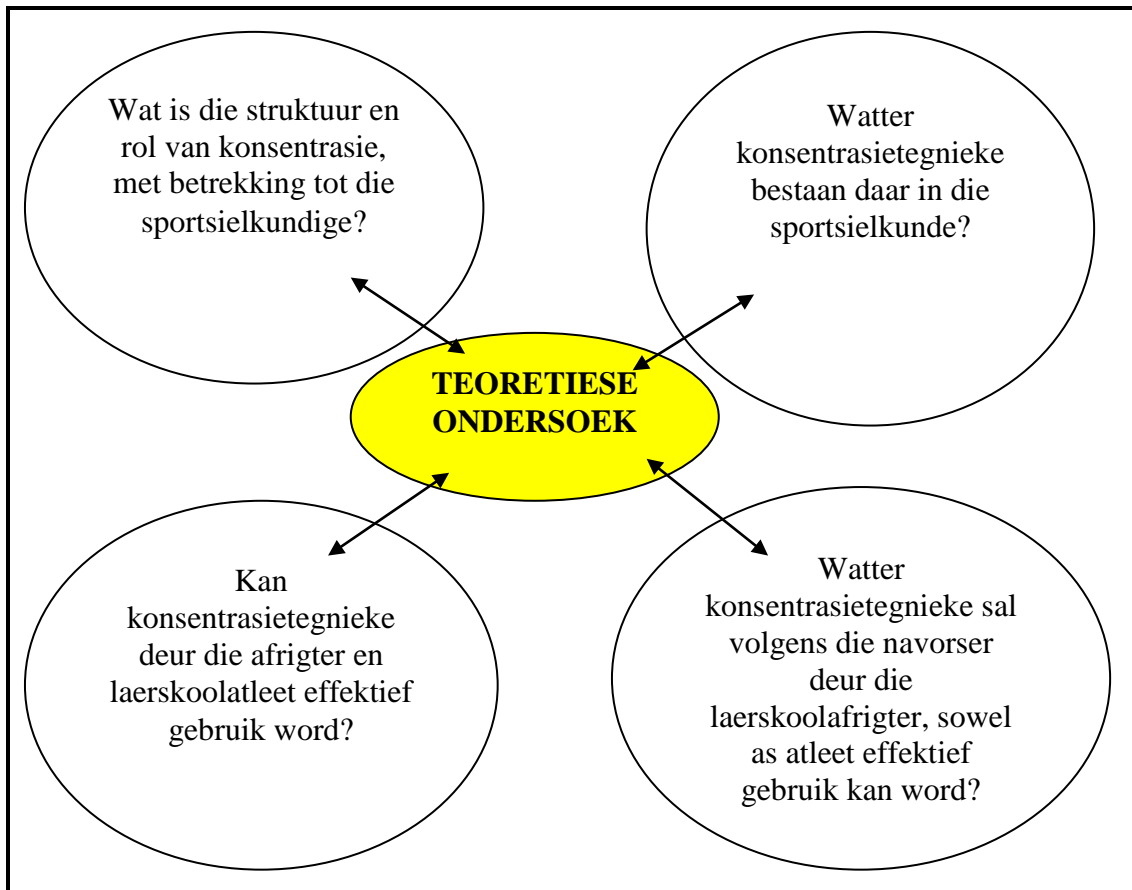 Wat is die struktuur en
rol van konsentrasie,
met betrekking tot die
sportsielkundige?
Watter
konsentrasietegnieke
bestaan daar in die
sportsielkunde?
TEORETIESE
ONDERSOEK
Kan
konsentrasietegnieke
deur die afrigter en
laerskoolatleet effektief
gebruik word?
Watter
konsentrasietegnieke sal
volgens die navorser
deur die
laerskoolafrigter, sowel
as atleet effektief
gebruik kan word?